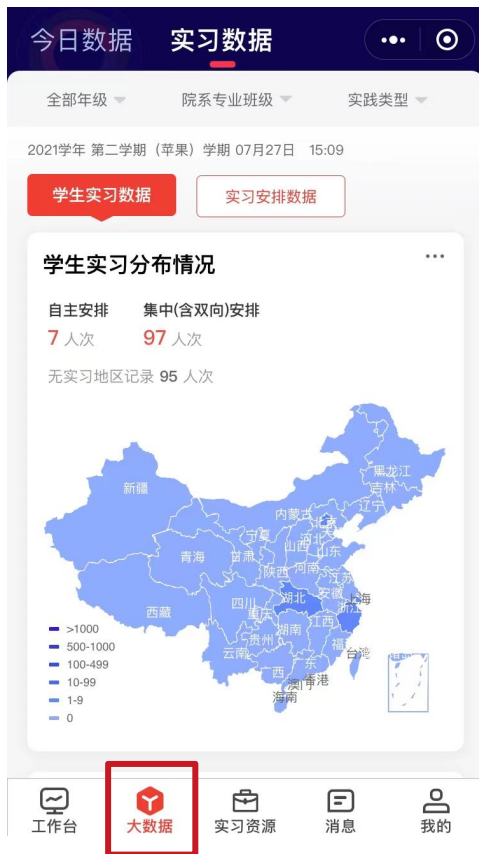 今日数据 实习数据
全部年级 院系专业班级 实践类型
2021学年 第二学期（苹果）学期 07月27日 15:09
学生实习数据 实习安排数据
学生实习分布情况
自主安排 集中(含双向)安排
7 人次 97 人次
无实习地区记录 95 人次
黑龙江
新疆 吉林
内蒙古 辽宁
北京
宁夏 河北
山西 山东
青海 甘肃
陕西 河南 江苏
西藏 四川 湖北 安徽 上海
重庆 浙江
湖南 江西
贵州
云南 台湾
广西 广东
澳门 香港
海南
>1000
500-1000
100-499
10-99
1-9
0
工作台 大数据 实习资源 消息 我的